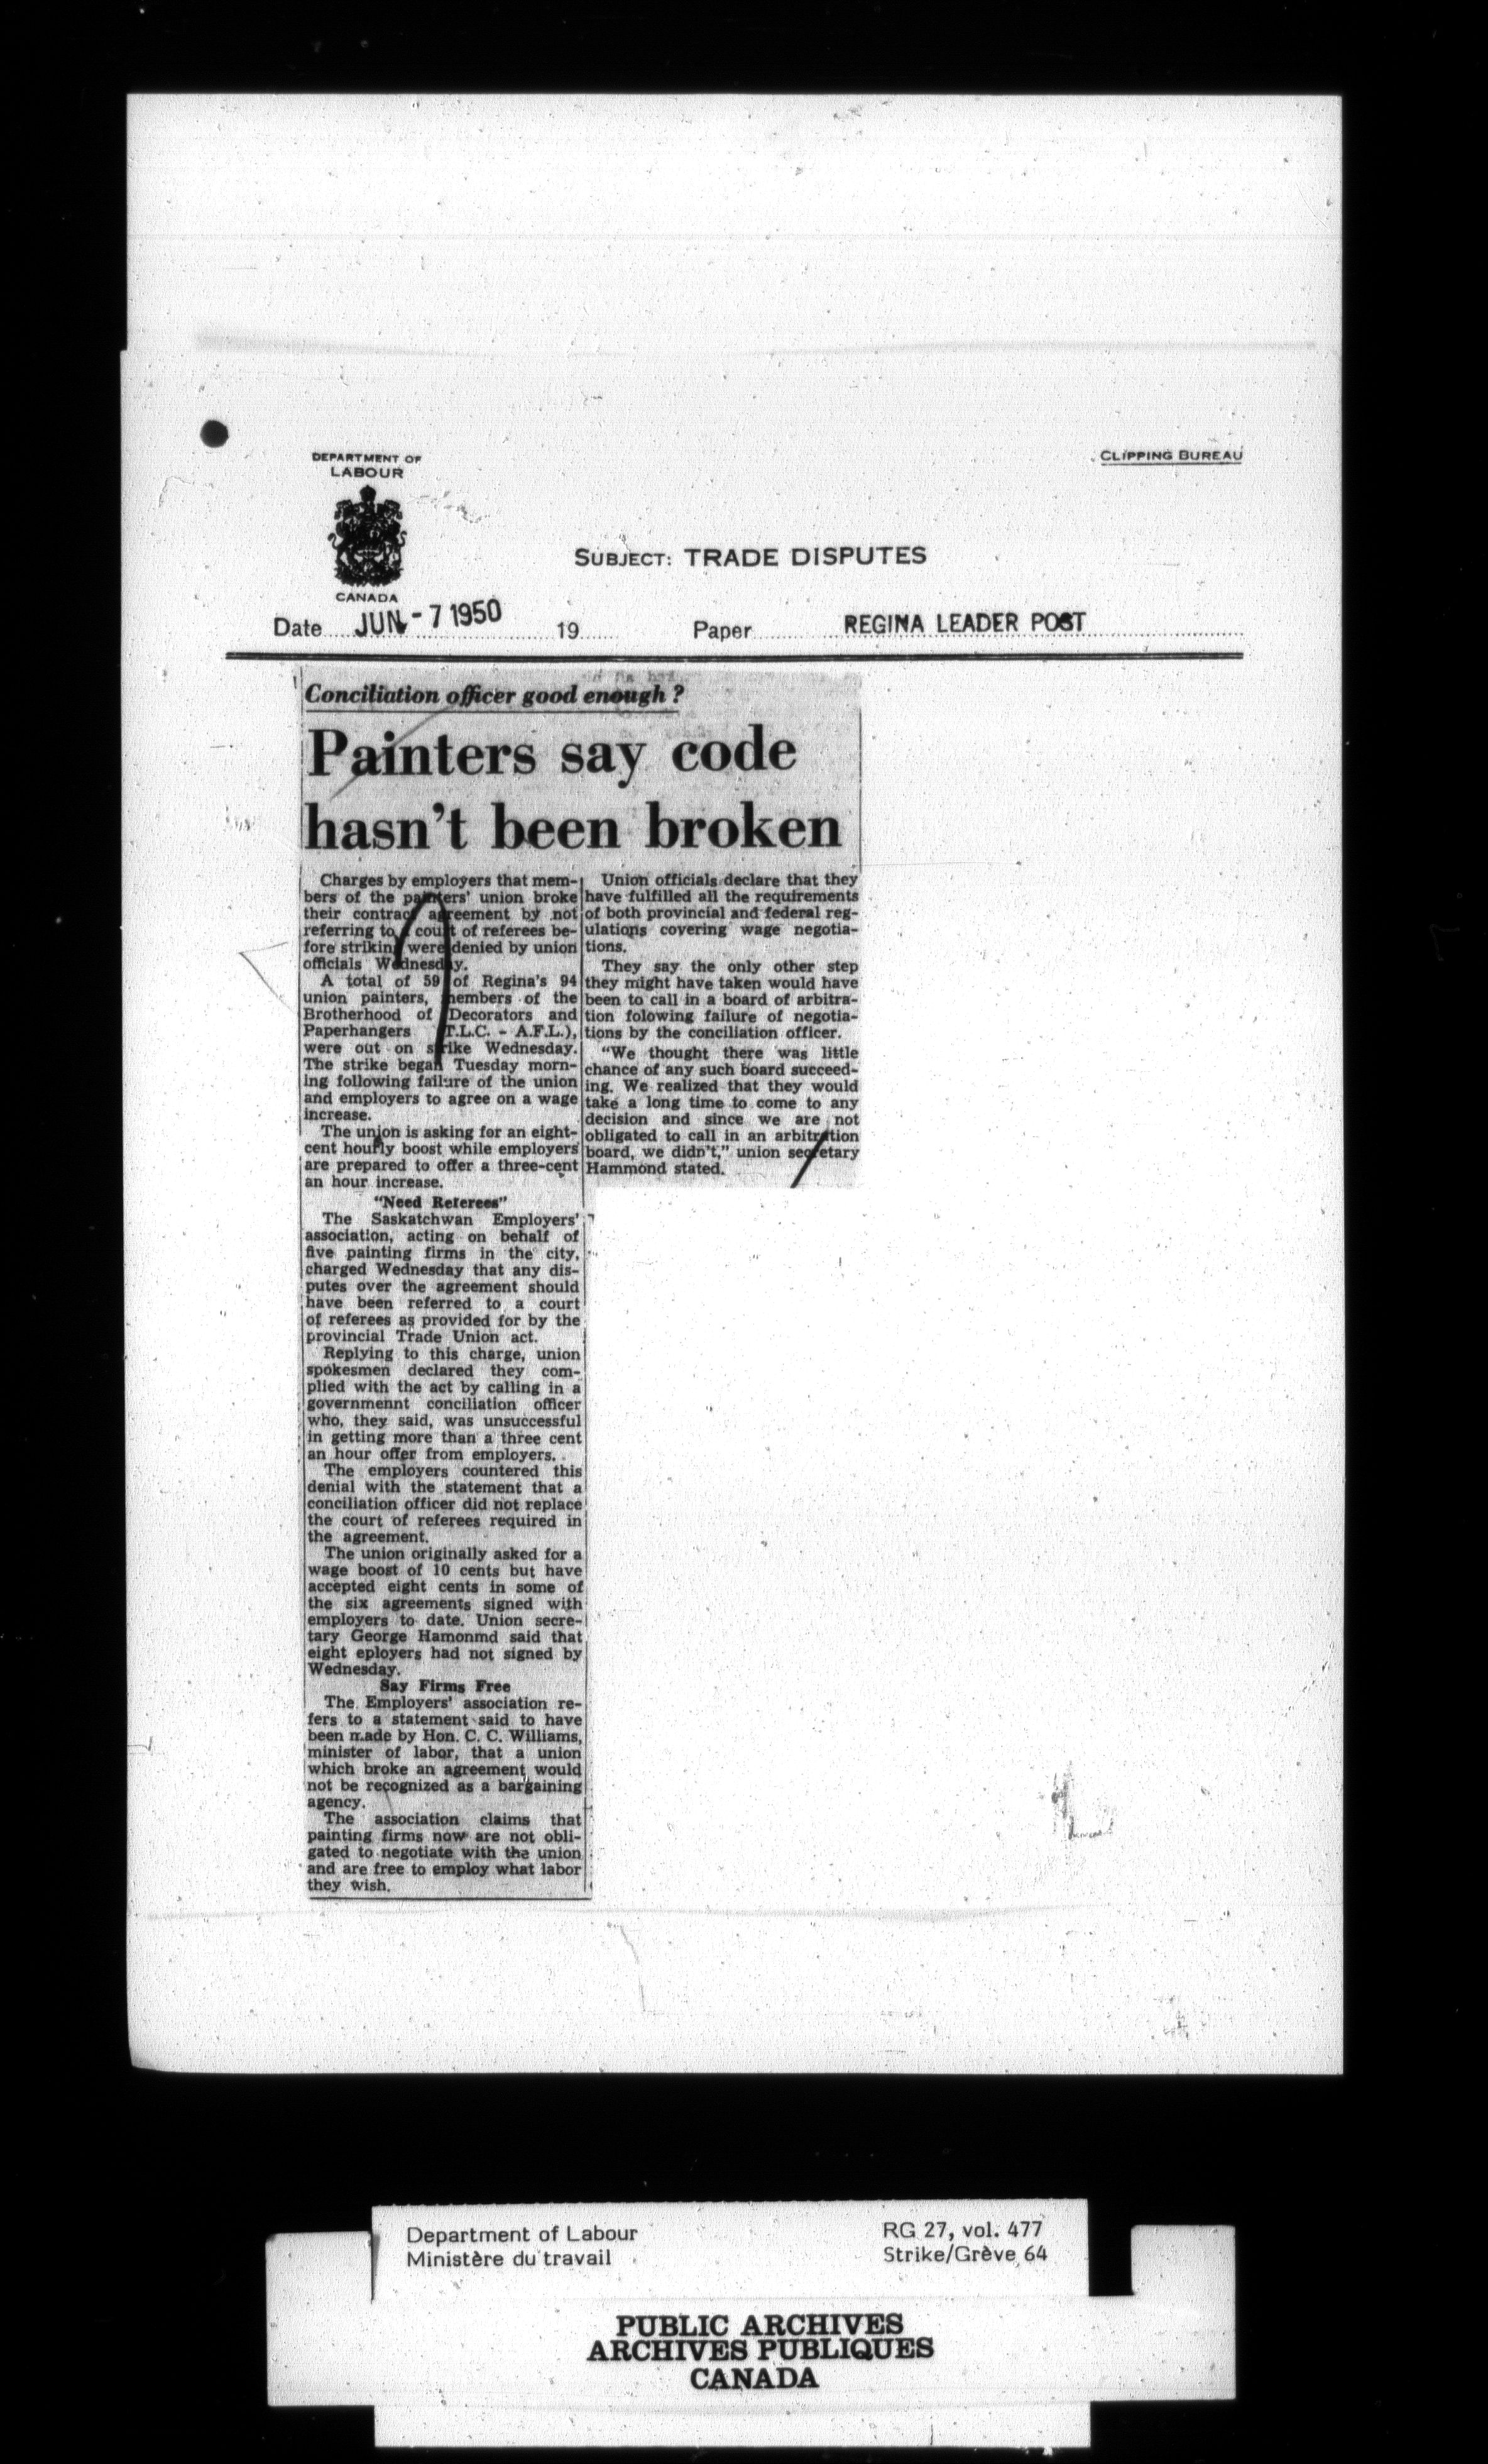 DEPARTMENT OF
LABOUR
CANADA
CLIPPING BUREAU
SUBJECT: TRADE DISPUTES
Date JUN - 7 1950 19 Paper REGINA LEADER POST
Conciliation officer good enough?
Painters say code
hasn't been broken
Charges by employers that mem-
bers of the painters' union broke
their contract agreement by not
referring to a court of referees be-
fore striking were denied by union
officials Wednesday.
A total of 59 of Regina's 94
union painters, members of the
Brotherhood of Decorators and
Paperhangers (T.L.C. - A.F.L.),
were out on strike Wednesday.
The strike began Tuesday morn-
ing following failure of the union
and employers to agree on a wage
increase.
The union is asking for an eight-
cent hourly boost while employers
are prepared to offer a three-cent
an hour increase.
"Need Referees"
The Saskatchwan Employers'
association, acting on behalf of
five painting firms in the city,
charged Wednesday that any dis-
putes over the agreement should
have been referred to a court
of referees as provided for by the
provincial Trade Union act.
Replying to this charge, union
spokesmen declared they com-
plied with the act by calling in a
governmennt conciliation officer
who, they said, was unsuccessful
in getting more than a three cent
an hour offer from employers.
The employers countered this
denial with the statement that a
conciliation officer did not replace
the court of referees required in
the agreement.
The union originally asked for a
wage boost of 10 cents but have
accepted eight cents in some of
the six agreements signed with
employers to date. Union secre-
tary George Hamonmd said that
eight eployers had not signed by
Wednesday.
Say Firms Free
The Employers' association re-
fers to a statement said to have
been made by Hon. C. C. Williams,
minister of labor, that a union
which broke an agreement would
not be recognized as a bargaining
agency.
The association claims that
painting firms now are not obli-
gated to negotiate with the union
and are free to employ what labor
they wish.
Union officials declare that they
have fulfilled all the requirements
of both provincial and federal reg-
ulations covering wage negotia-
tions.
They say the only other step
they might have taken would have
been to call in a board of arbitra-
tion folowing failure of negotia-
tions by the conciliation officer.
"We thought there was little
chance of any such board succeed-
ing. We realized that they would
take a long time to come to any
decision and since we are not
obligated to call in an arbitration
board, we didn't," union secretary
Hammond stated.
Department of Labour
Ministère du travail
RG 27, vol. 477
Strike/Grève 64
PUBLIC ARCHIVES
ARCHIVES PUBLIQUES
CANADA